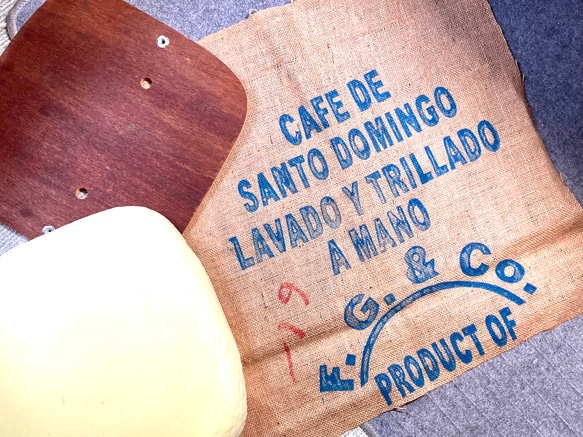 CAFE DE
SANTO DOMINGO
LAVADO Y TRILLADO
A MANO
F. G. & Co.
PRODUCT OF